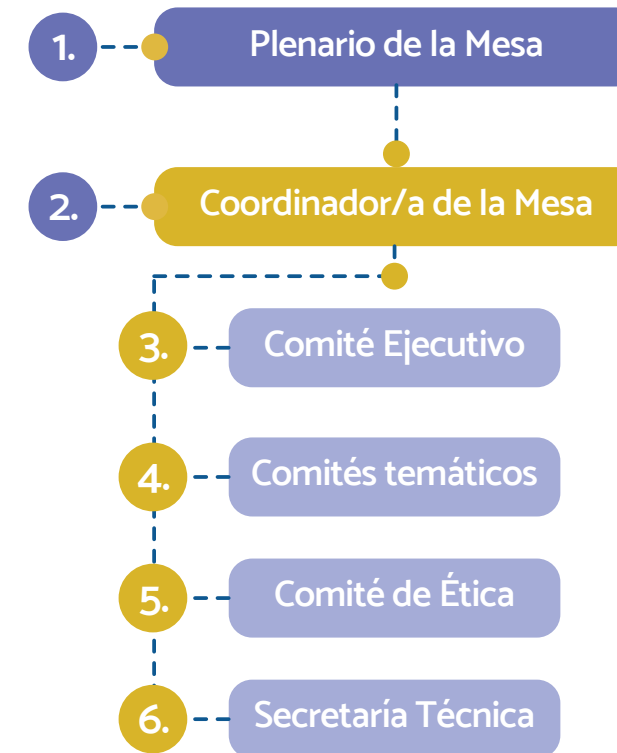 1. Plenario de la Mesa
2. Coordinador/a de la Mesa
3. Comité Ejecutivo
4. Comités temáticos
5. Comité de Ética
6. Secretaría Técnica